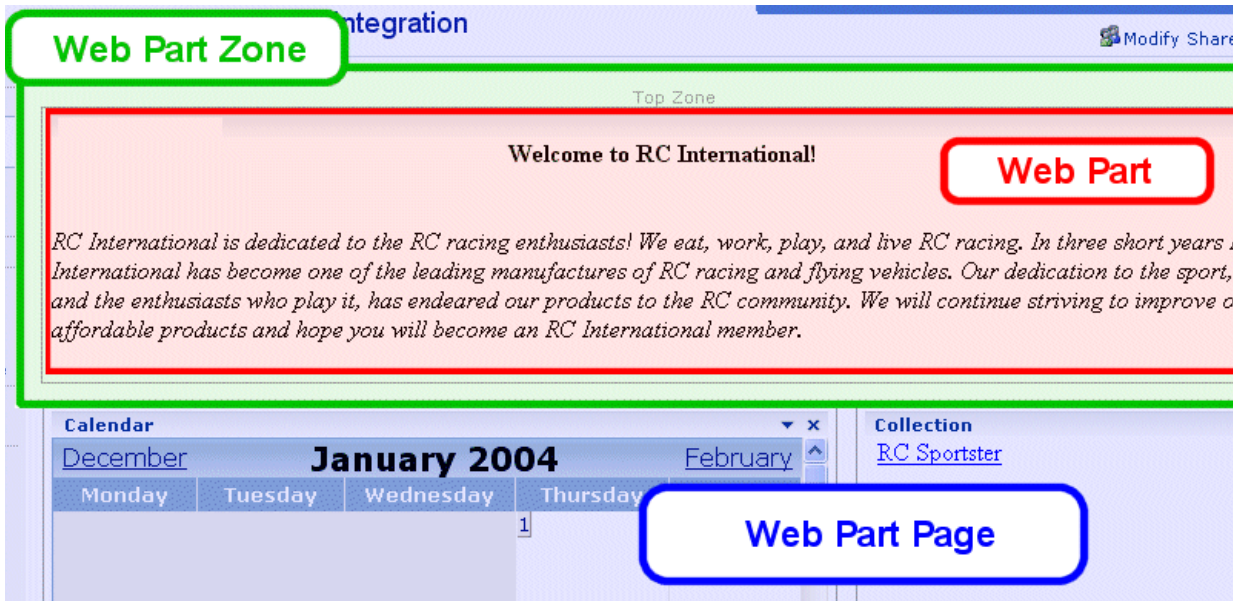 ntegration
Web Part Zone
Modify Share
Top Zone
Welcome to RC International!
Web Part
RC International is dedicated to the RC racing enthusiasts! We eat, work, play, and live RC racing. In three short years
International has become one of the leading manufactures of RC racing and flying vehicles. Our dedication to the sport,
and the enthusiasts who play it, has endeared our products to the RC community. We will continue striving to improve o
affordable products and hope you will become an RC International member.
Calendar
Collection
December January 2004 February
RC Sportster
Monday Tuesday Wednesday Thursday
1
Web Part Page